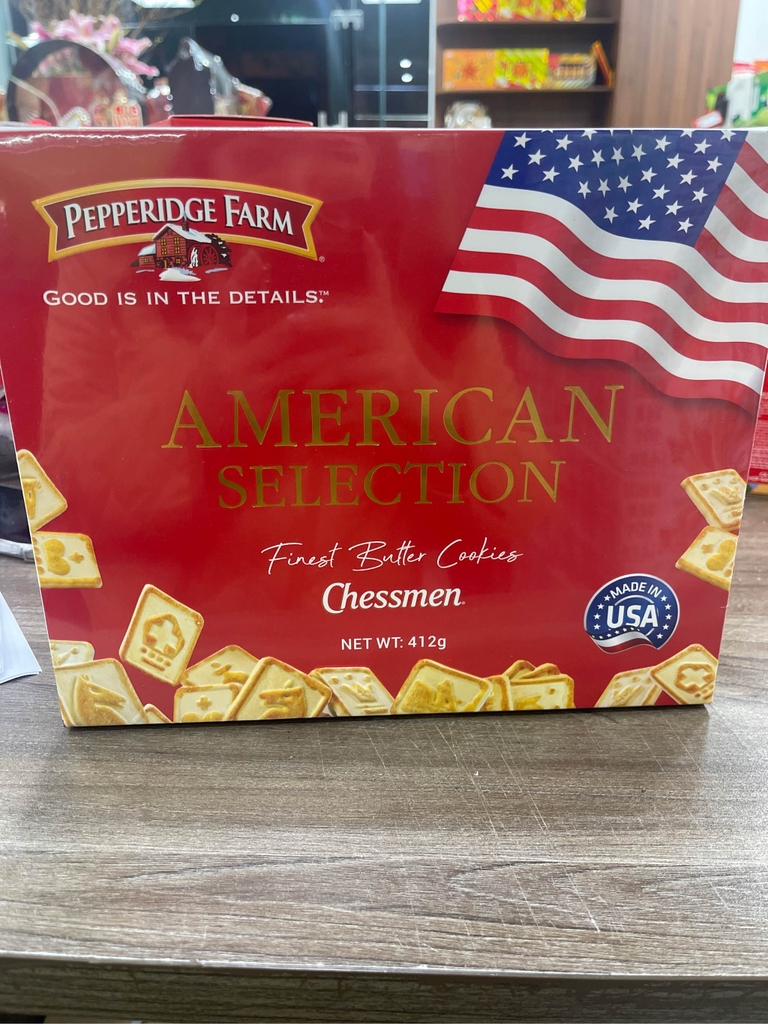 PEPPERIDGE FARM
®
GOOD IS IN THE DETAILS.™
AMERICAN
SELECTION
Finest Butter Cookies
Chessmen®
NET WT: 412g
MADE IN
USA